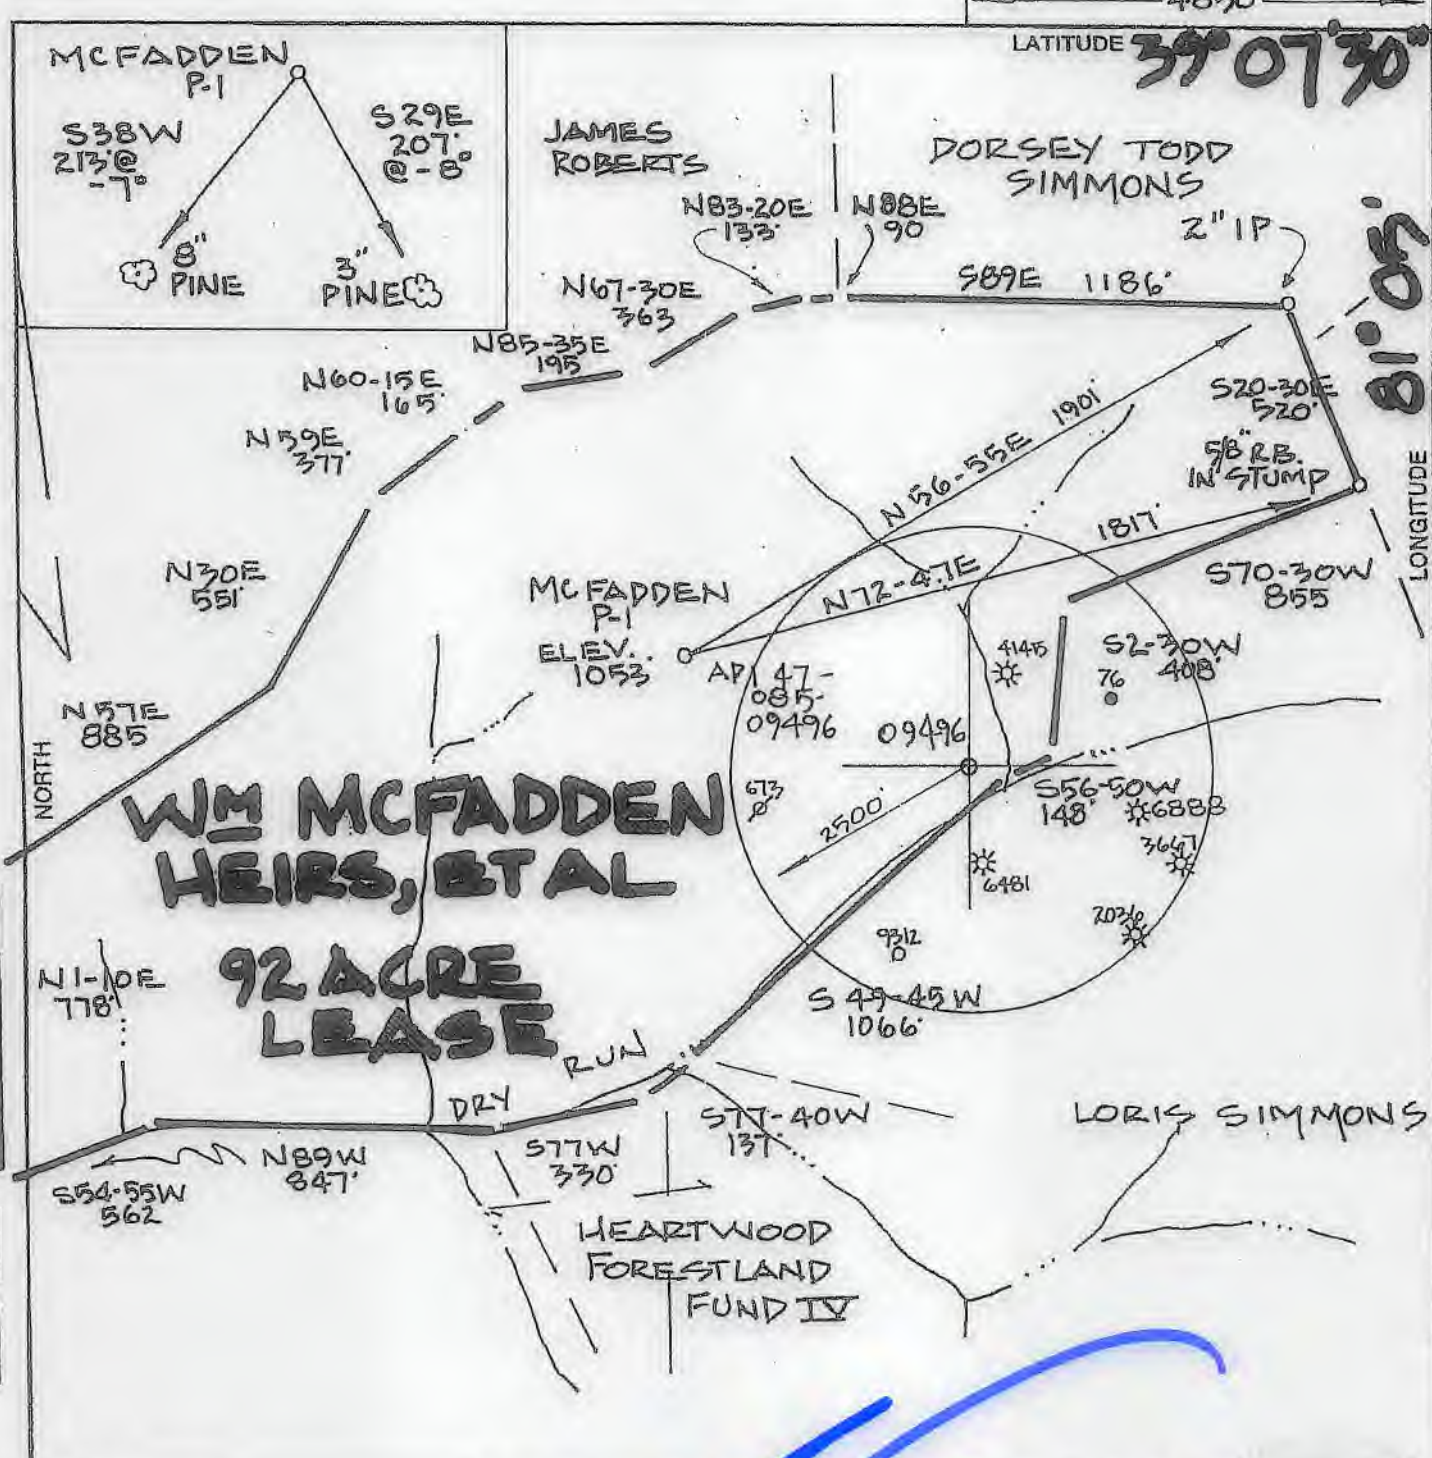 4850
LATITUDE 39° 07' 30"
MCFADDEN
P-1
S38W
213' @
-7°
S29E
207'
@ -8°
8"
PINE
3"
PINE
JAMES
ROBERTS
DORSEY TODD
SIMMONS
N83-20E
133'
N88E
90
2" IP
81° 05'
LONGITUDE
S89E 1186'
N67-30E
363
N85-35E
195
N60-15E
165'
N59E
377'
N30E
551'
N57E
885
NORTH
N 56-55E 1901'
S20-30E
520'
5/8" RB.
IN STUMP
1817'
N72-47E
S70-30W
855
MCFADDEN
P-1
ELEV.
1053
API 47-
085-
09496
09496
S2-30W
408'
76
673
2500'
S56-50W
148'
6888
3647
6481
2036
9312
WM MCFADDEN
HEIRS, ET AL
92 ACRE
LEASE
N1-10E
778'
S 49-45W
1066'
DRY RUN
S77-40W
137'
S77W
330'
N89W
847'
S54-55W
562
LORIS SIMMONS
HEARTWOOD
FORESTLAND
FUND IV